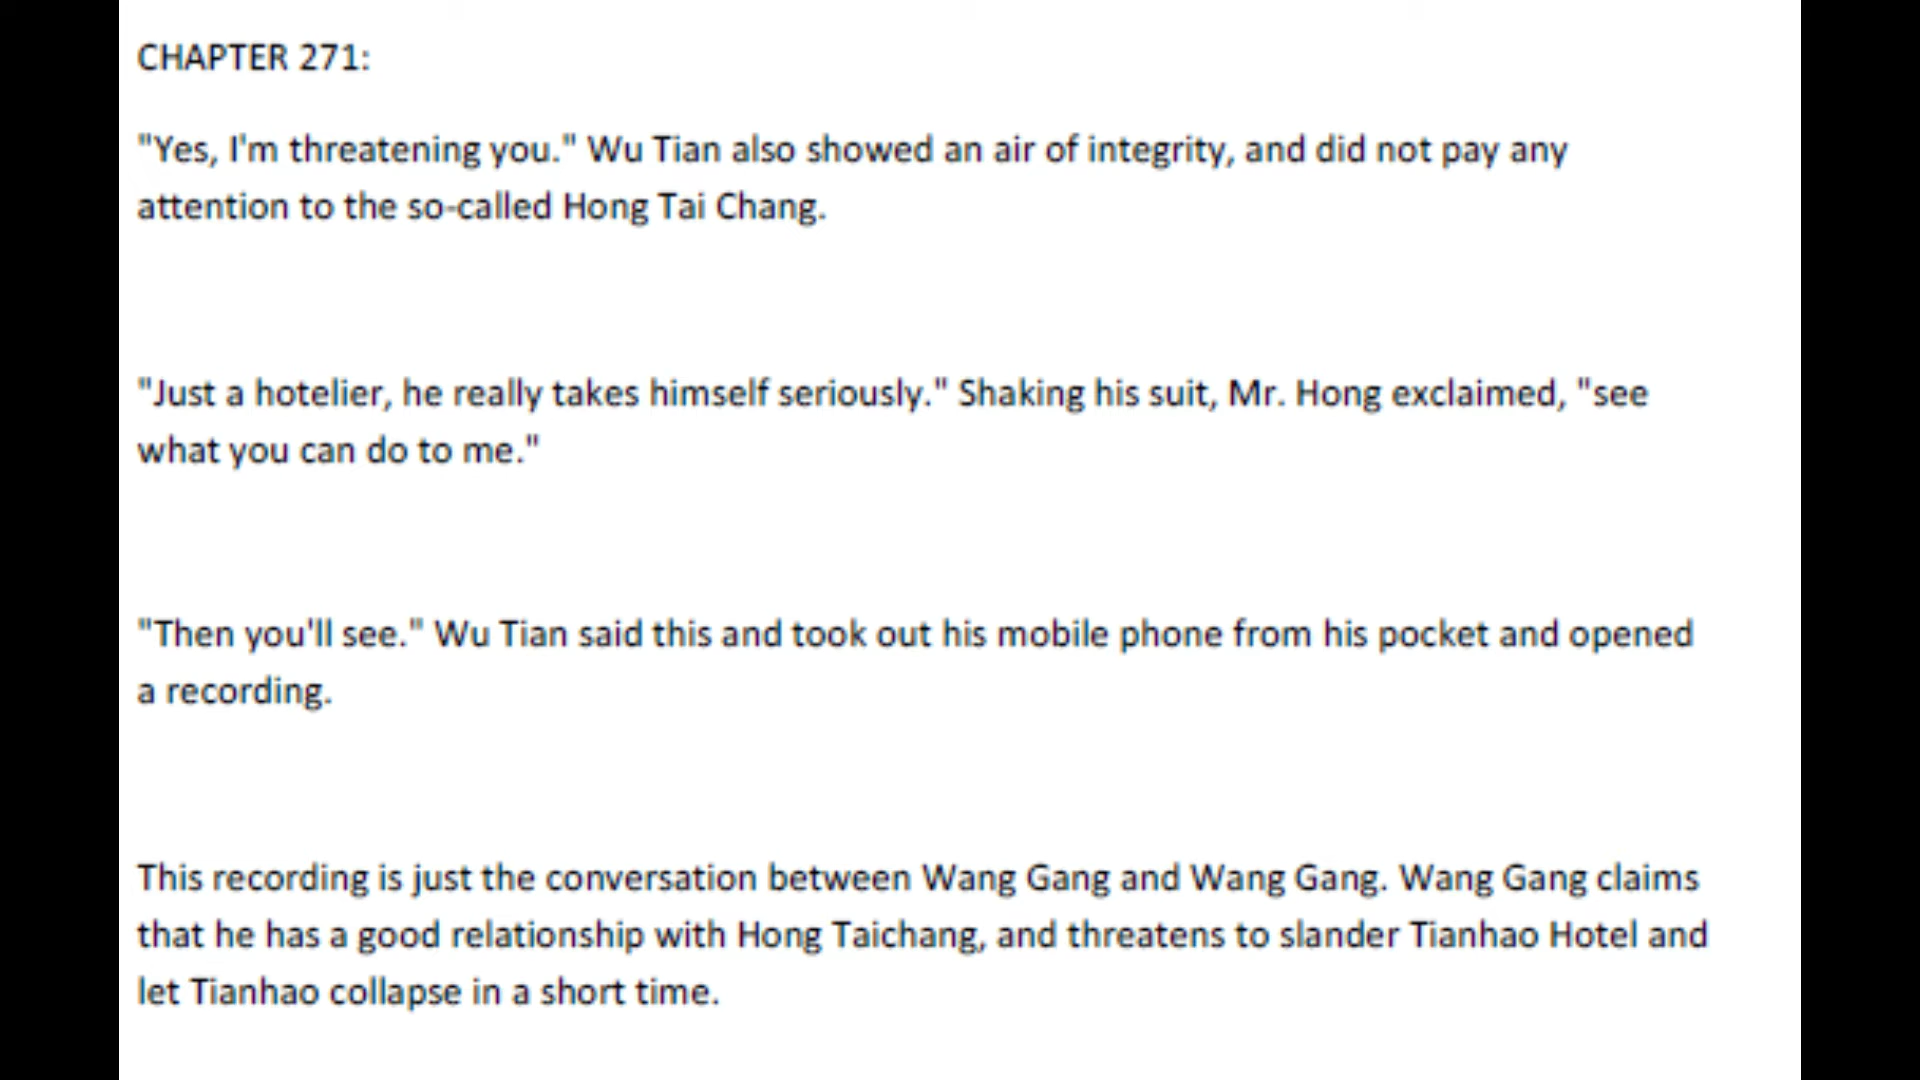 CHAPTER 271:
"Yes, I'm threatening you." Wu Tian also showed an air of integrity, and did not pay any
attention to the so-called Hong Tai Chang.
"Just a hotelier, he really takes himself seriously." Shaking his suit, Mr. Hong exclaimed, "see
what you can do to me."
"Then you'll see." Wu Tian said this and took out his mobile phone from his pocket and opened
a recording.
This recording is just the conversation between Wang Gang and Wang Gang. Wang Gang claims
that he has a good relationship with Hong Taichang, and threatens to slander Tianhao Hotel and
let Tianhao collapse in a short time.